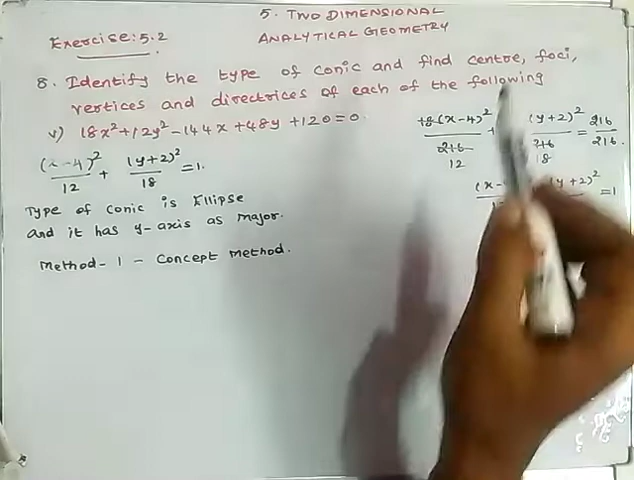 5. TWO DIMENSIONAL
ANALYTICAL GEOMETRY
Exercise: 5.2
8. Identify the type of conic and find centre, foci,
vertices and directrices of each of the following
v) 18x²+12y²-144x+48y+120=0
(x-4)²/12 + (y+2)²/18 = 1.
Type of conic is Ellipse
and it has y-axis as major.
Method-1 - Concept method.
18(x-4)²/216 12 + (y+2)²/216 18 = 216/216.
(x- (y+2)² =1